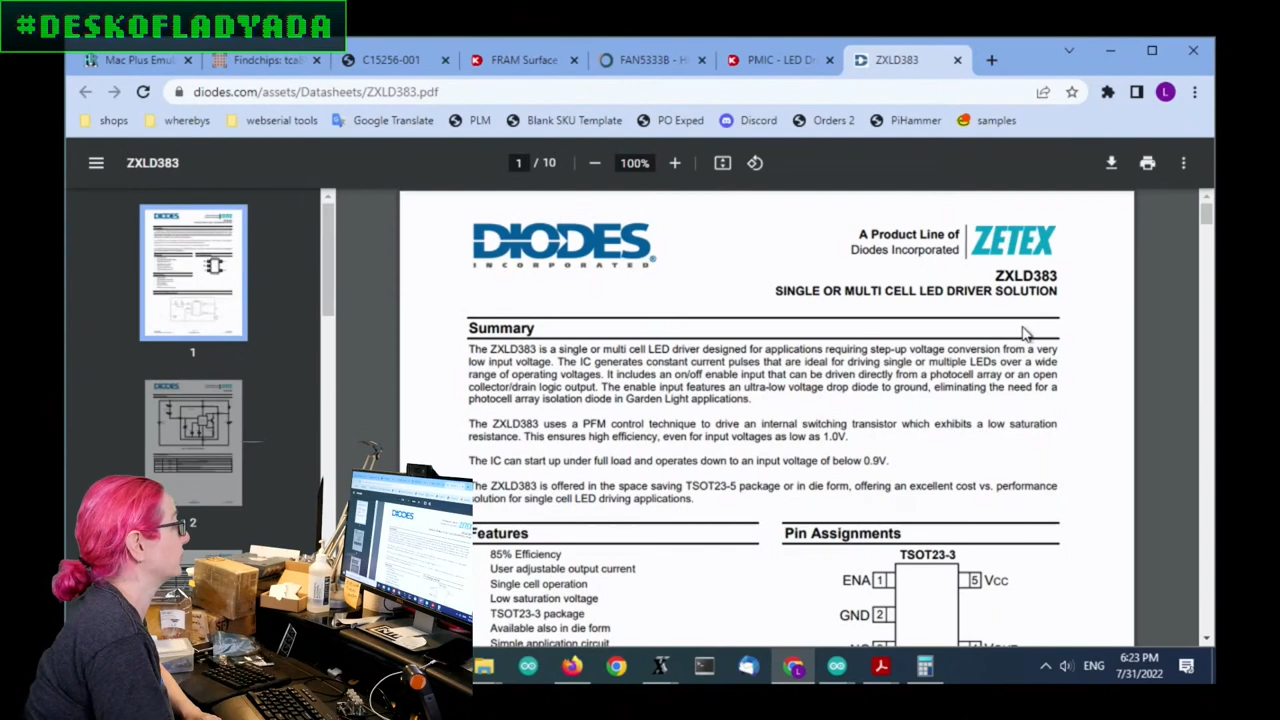 #DESKOFLADYADA
Mac Plus Emul
Findchips: tca8
C15256-001
FRAM Surface
FAN5333B - H
PMIC - LED Dr
ZXLD383
diodes.com/assets/Datasheets/ZXLD383.pdf
shops
whereby​s
webserial tools
Google Translate
PLM
Blank SKU Template
PO Exped
Discord
Orders 2
PiHammer
samples
ZXLD383
1 / 10
100%
1
2
DIODES
INCORPORATED
A Product Line of
Diodes Incorporated
ZETEX
ZXLD383
SINGLE OR MULTI CELL LED DRIVER SOLUTION
Summary
The ZXLD383 is a single or multi cell LED driver designed for applications requiring step-up voltage conversion from a very
low input voltage. The IC generates constant current pulses that are ideal for driving single or multiple LEDs over a wide
range of operating voltages. It includes an on/off enable input that can be driven directly from a photocell array or an open
collector/drain logic output. The enable input features an ultra-low voltage drop diode to ground, eliminating the need for a
photocell array isolation diode in Garden Light applications.
The ZXLD383 uses a PFM control technique to drive an internal switching transistor which exhibits a low saturation
resistance. This ensures high efficiency, even for input voltages as low as 1.0V.
The IC can start up under full load and operates down to an input voltage of below 0.9V.
The ZXLD383 is offered in the space saving TSOT23-5 package or in die form, offering an excellent cost vs. performance
solution for single cell LED driving applications.
Features
85% Efficiency
User adjustable output current
Single cell operation
Low saturation voltage
TSOT23-3 package
Available also in die form
Simple application circuit
Pin Assignments
TSOT23-3
ENA 1
5 Vcc
GND 2
ENG
6:23 PM
7/31/2022